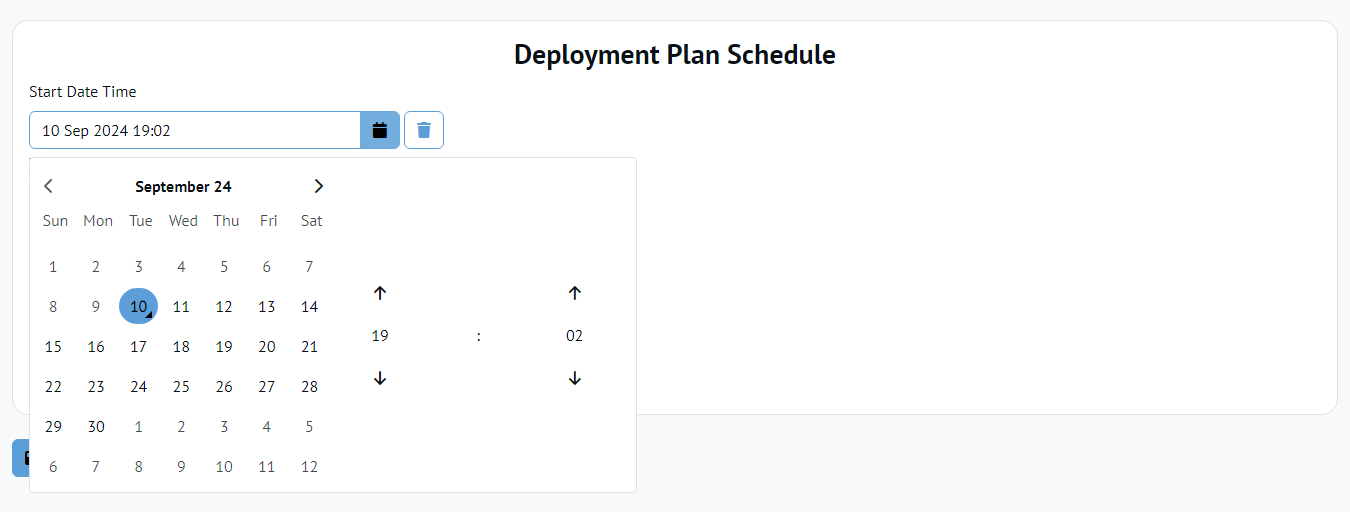 Deployment Plan Schedule
Start Date Time
10 Sep 2024 19:02
September 24
Sun Mon Tue Wed Thu Fri Sat
1 2 3 4 5 6 7
8 9 10 11 12 13 14
15 16 17 18 19 20 21
22 23 24 25 26 27 28
29 30 1 2 3 4 5
6 7 8 9 10 11 12
19 : 02